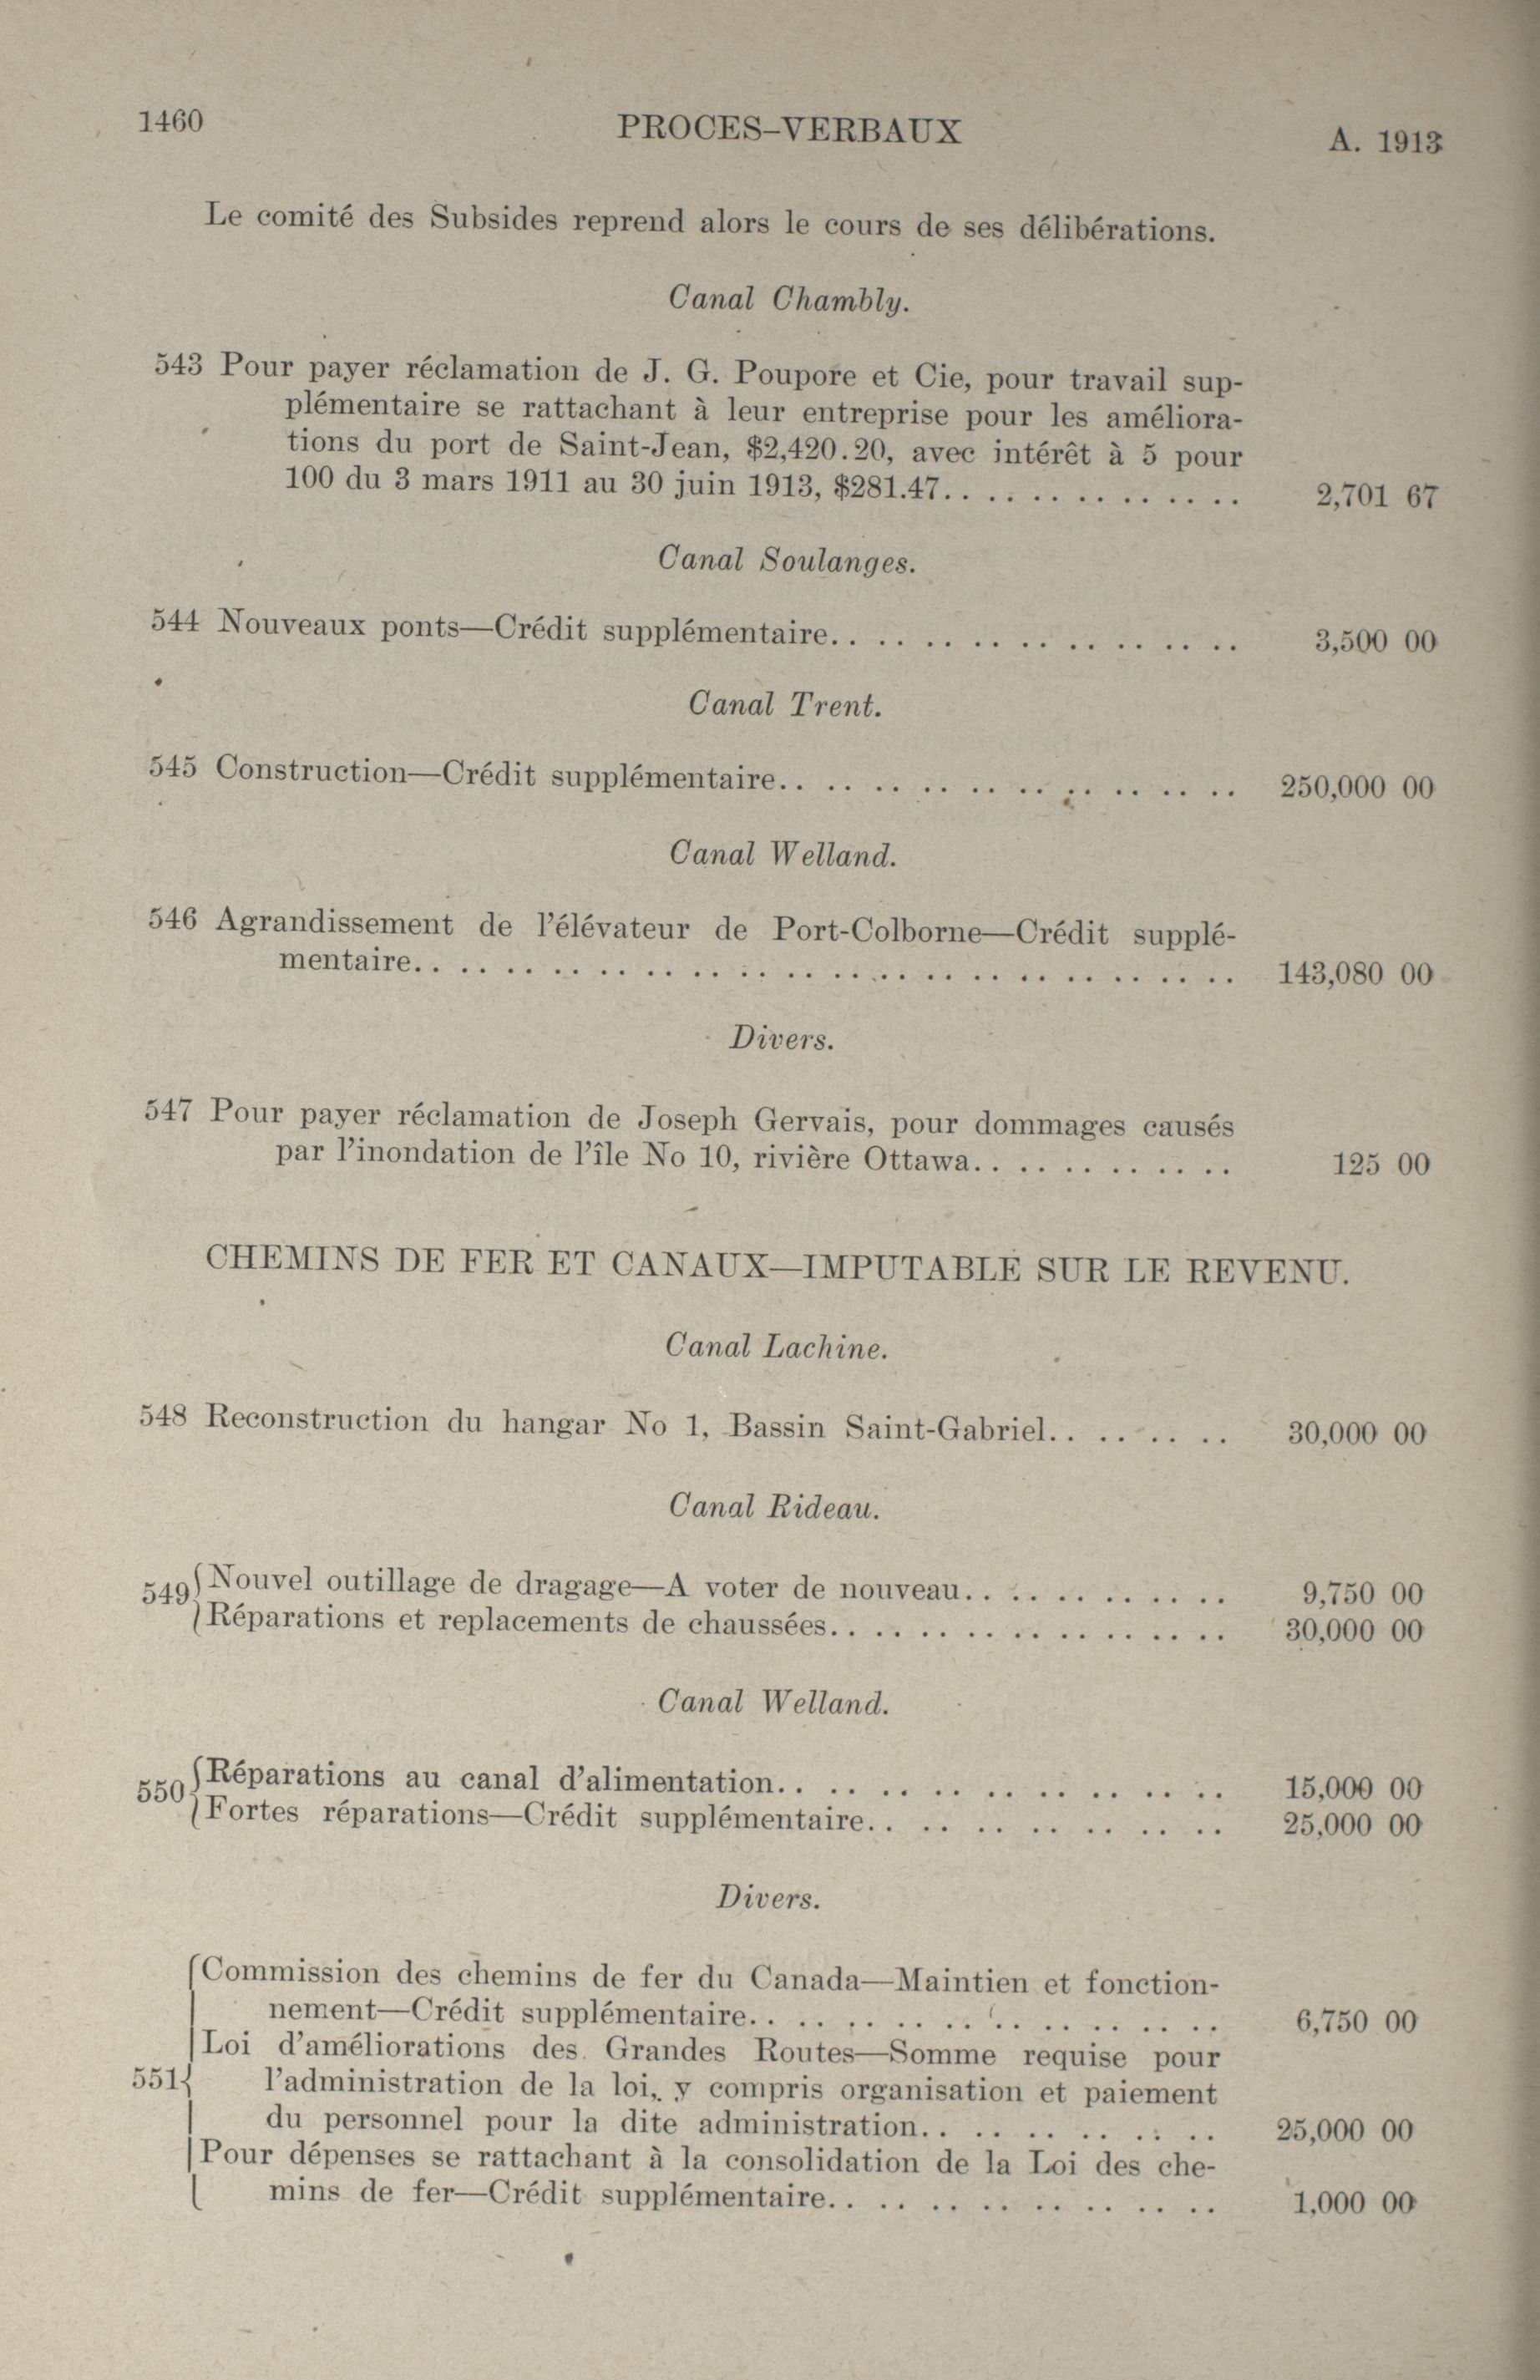 1460
PROCES-VERBAUX
A. 1913
Le comité des Subsides reprend alors le cours de ses délibérations.
Canal Chambly.
543 Pour payer réclamation de J. G. Poupore et Cie, pour travail sup-
plémentaire se rattachant à leur entreprise pour les améliora-
tions du port de Saint-Jean, $2,420.20, avec intérêt à 5 pour
100 du 3 mars 1911 au 30 juin 1913, $281.47. . . . . . . . . . . . . . 2,701 67
Canal Soulanges.
544 Nouveaux ponts—Crédit supplémentaire. . . . . . . . . . . . . . . . . . 3,500 00
Canal Trent.
545 Construction—Crédit supplémentaire. . . . . . . . . . . . . . . . . . . . 250,000 00
Canal Welland.
546 Agrandissement de l'élévateur de Port-Colborne—Crédit supplé-
mentaire. . . . . . . . . . . . . . . . . . . . . . . . . . . . . . . . . . . . 143,080 00
Divers.
547 Pour payer réclamation de Joseph Gervais, pour dommages causés
par l'inondation de l'île No 10, rivière Ottawa. . . . . . . . . . . . 125 00
CHEMINS DE FER ET CANAUX—IMPUTABLE SUR LE REVENU.
Canal Lachine.
548 Reconstruction du hangar No 1, Bassin Saint-Gabriel. . . . . . . . 30,000 00
Canal Rideau.
549 Nouvel outillage de dragage—A voter de nouveau. . . . . . . . . . . . 9,750 00
Réparations et replacements de chaussées. . . . . . . . . . . . . . . . . . 30,000 00
Canal Welland.
550 Réparations au canal d'alimentation. . . . . . . . . . . . . . . . . . 15,000 00
Fortes réparations—Crédit supplémentaire. . . . . . . . . . . . . . 25,000 00
Divers.
Commission des chemins de fer du Canada—Maintien et fonction-
nement—Crédit supplémentaire. . . . . . . . . . . . . . . . . . . . 6,750 00
Loi d'améliorations des Grandes Routes—Somme requise pour
551 l'administration de la loi, y compris organisation et paiement
du personnel pour la dite administration. . . . . . . . . . . . 25,000 00
Pour dépenses se rattachant à la consolidation de la Loi des che-
mins de fer—Crédit supplémentaire. . . . . . . . . . . . . . . . 1,000 00